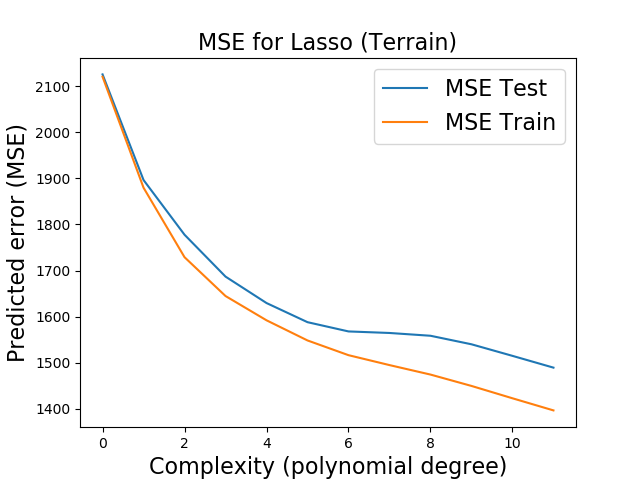 MSE for Lasso (Terrain)
MSE Test
MSE Train
Predicted error (MSE)
2100
2000
1900
1800
1700
1600
1500
1400
0 2 4 6 8 10
Complexity (polynomial degree)